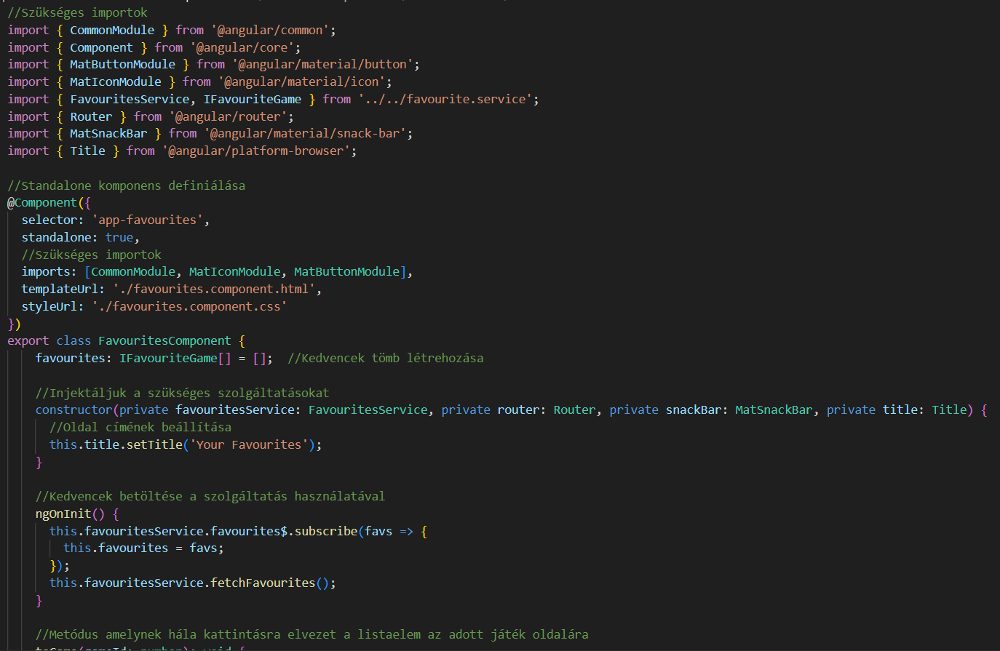 //Szükséges importok
import { CommonModule } from '@angular/common';
import { Component } from '@angular/core';
import { MatButtonModule } from '@angular/material/button';
import { MatIconModule } from '@angular/material/icon';
import { FavouritesService, IFavouriteGame } from '../../favourite.service';
import { Router } from '@angular/router';
import { MatSnackBar } from '@angular/material/snack-bar';
import { Title } from '@angular/platform-browser';
//Standalone komponens definiálása
@Component({
selector: 'app-favourites',
standalone: true,
//Szükséges importok
imports: [CommonModule, MatIconModule, MatButtonModule],
templateUrl: './favourites.component.html',
styleUrl: './favourites.component.css'
})
export class FavouritesComponent {
favourites: IFavouriteGame[] = []; //Kedvencek tömb létrehozása
//Injektáljuk a szükséges szolgáltatásokat
constructor(private favouritesService: FavouritesService, private router: Router, private snackBar: MatSnackBar, private title: Title) {
//Oldal címének beállítása
this.title.setTitle('Your Favourites');
}
//Kedvencek betöltése a szolgáltatás használatával
ngOnInit() {
this.favouritesService.favourites$.subscribe(favs => {
this.favourites = favs;
});
this.favouritesService.fetchFavourites();
}
//Metódus amelynek hála kattintásra elvezet a listaelem az adott játék oldalára